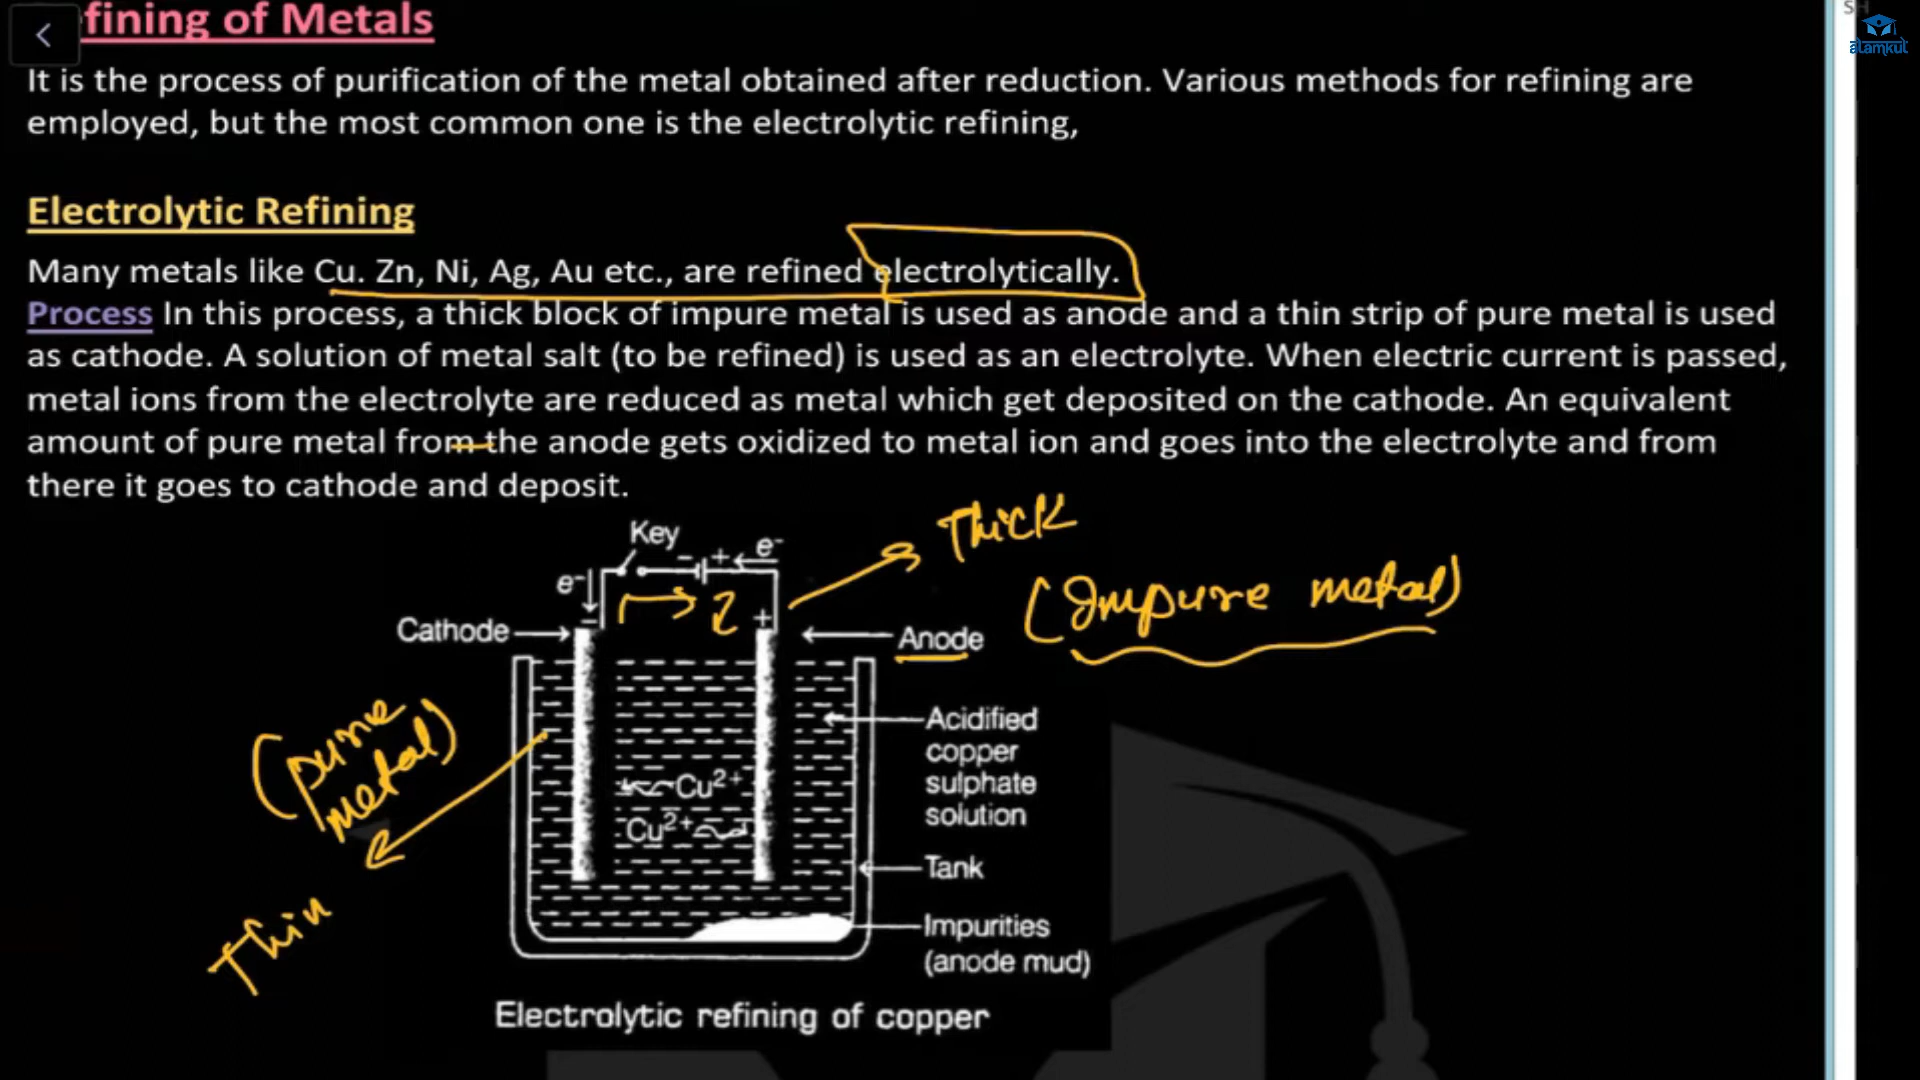 fining of Metals
SH
atamkul
It is the process of purification of the metal obtained after reduction. Various methods for refining are
employed, but the most common one is the electrolytic refining,
Electrolytic Refining
Many metals like Cu. Zn, Ni, Ag, Au etc., are refined electrolytically.
Process In this process, a thick block of impure metal is used as anode and a thin strip of pure metal is used
as cathode. A solution of metal salt (to be refined) is used as an electrolyte. When electric current is passed,
metal ions from the electrolyte are reduced as metal which get deposited on the cathode. An equivalent
amount of pure metal from the anode gets oxidized to metal ion and goes into the electrolyte and from
there it goes to cathode and deposit.
Thick
Key
− + e⁻
e⁻
(Impure metal)
− +
Cathode
Anode
(pure
metal)
Acidified
copper
sulphate
solution
Cu²⁺
Cu²⁺
Tank
Thin
Impurities
(anode mud)
Electrolytic refining of copper